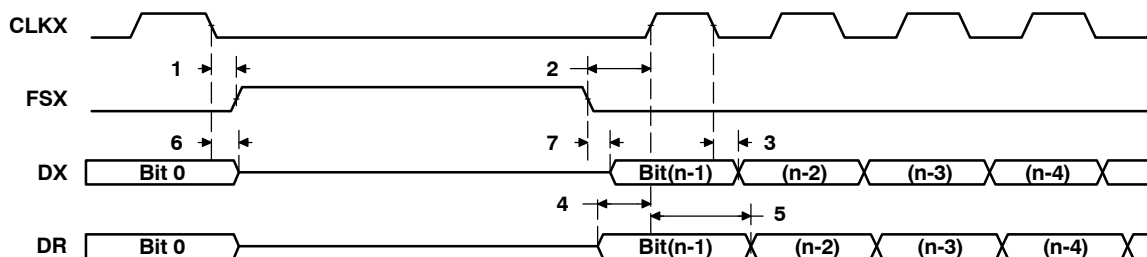 CLKX
1 2
FSX
6 7 3
DX Bit 0 Bit(n-1) (n-2) (n-3) (n-4)
4 5
DR Bit 0 Bit(n-1) (n-2) (n-3) (n-4)